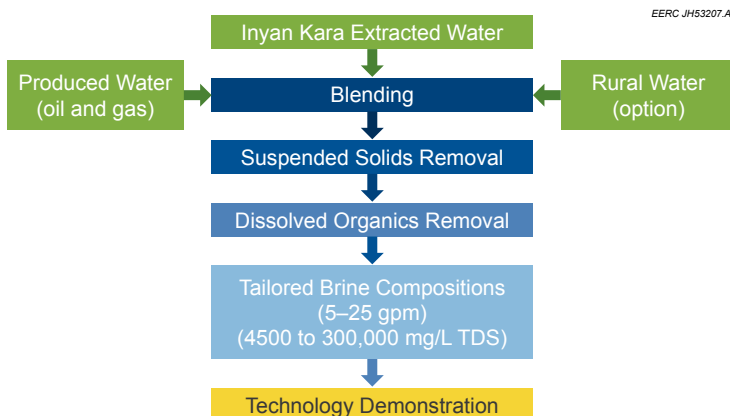 EERC JH53207.A
Inyan Kara Extracted Water
Produced Water
(oil and gas)
Blending
Rural Water
(option)
Suspended Solids Removal
Dissolved Organics Removal
Tailored Brine Compositions
(5–25 gpm)
(4500 to 300,000 mg/L TDS)
Technology Demonstration